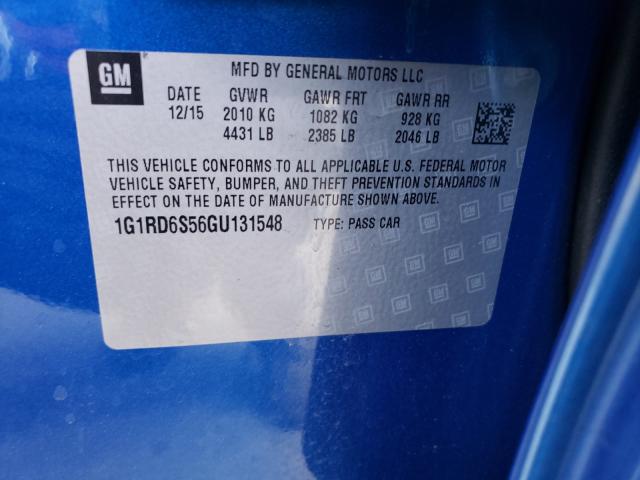 GM
MFD BY GENERAL MOTORS LLC
DATE GVWR GAWR FRT GAWR RR
12/15 2010 KG 1082 KG 928 KG
4431 LB 2385 LB 2046 LB
THIS VEHICLE CONFORMS TO ALL APPLICABLE U.S. FEDERAL MOTOR
VEHICLE SAFETY, BUMPER, AND THEFT PREVENTION STANDARDS IN
EFFECT ON THE DATE OF MANUFACTURE SHOWN ABOVE.
1G1RD6S56GU131548 TYPE: PASS CAR